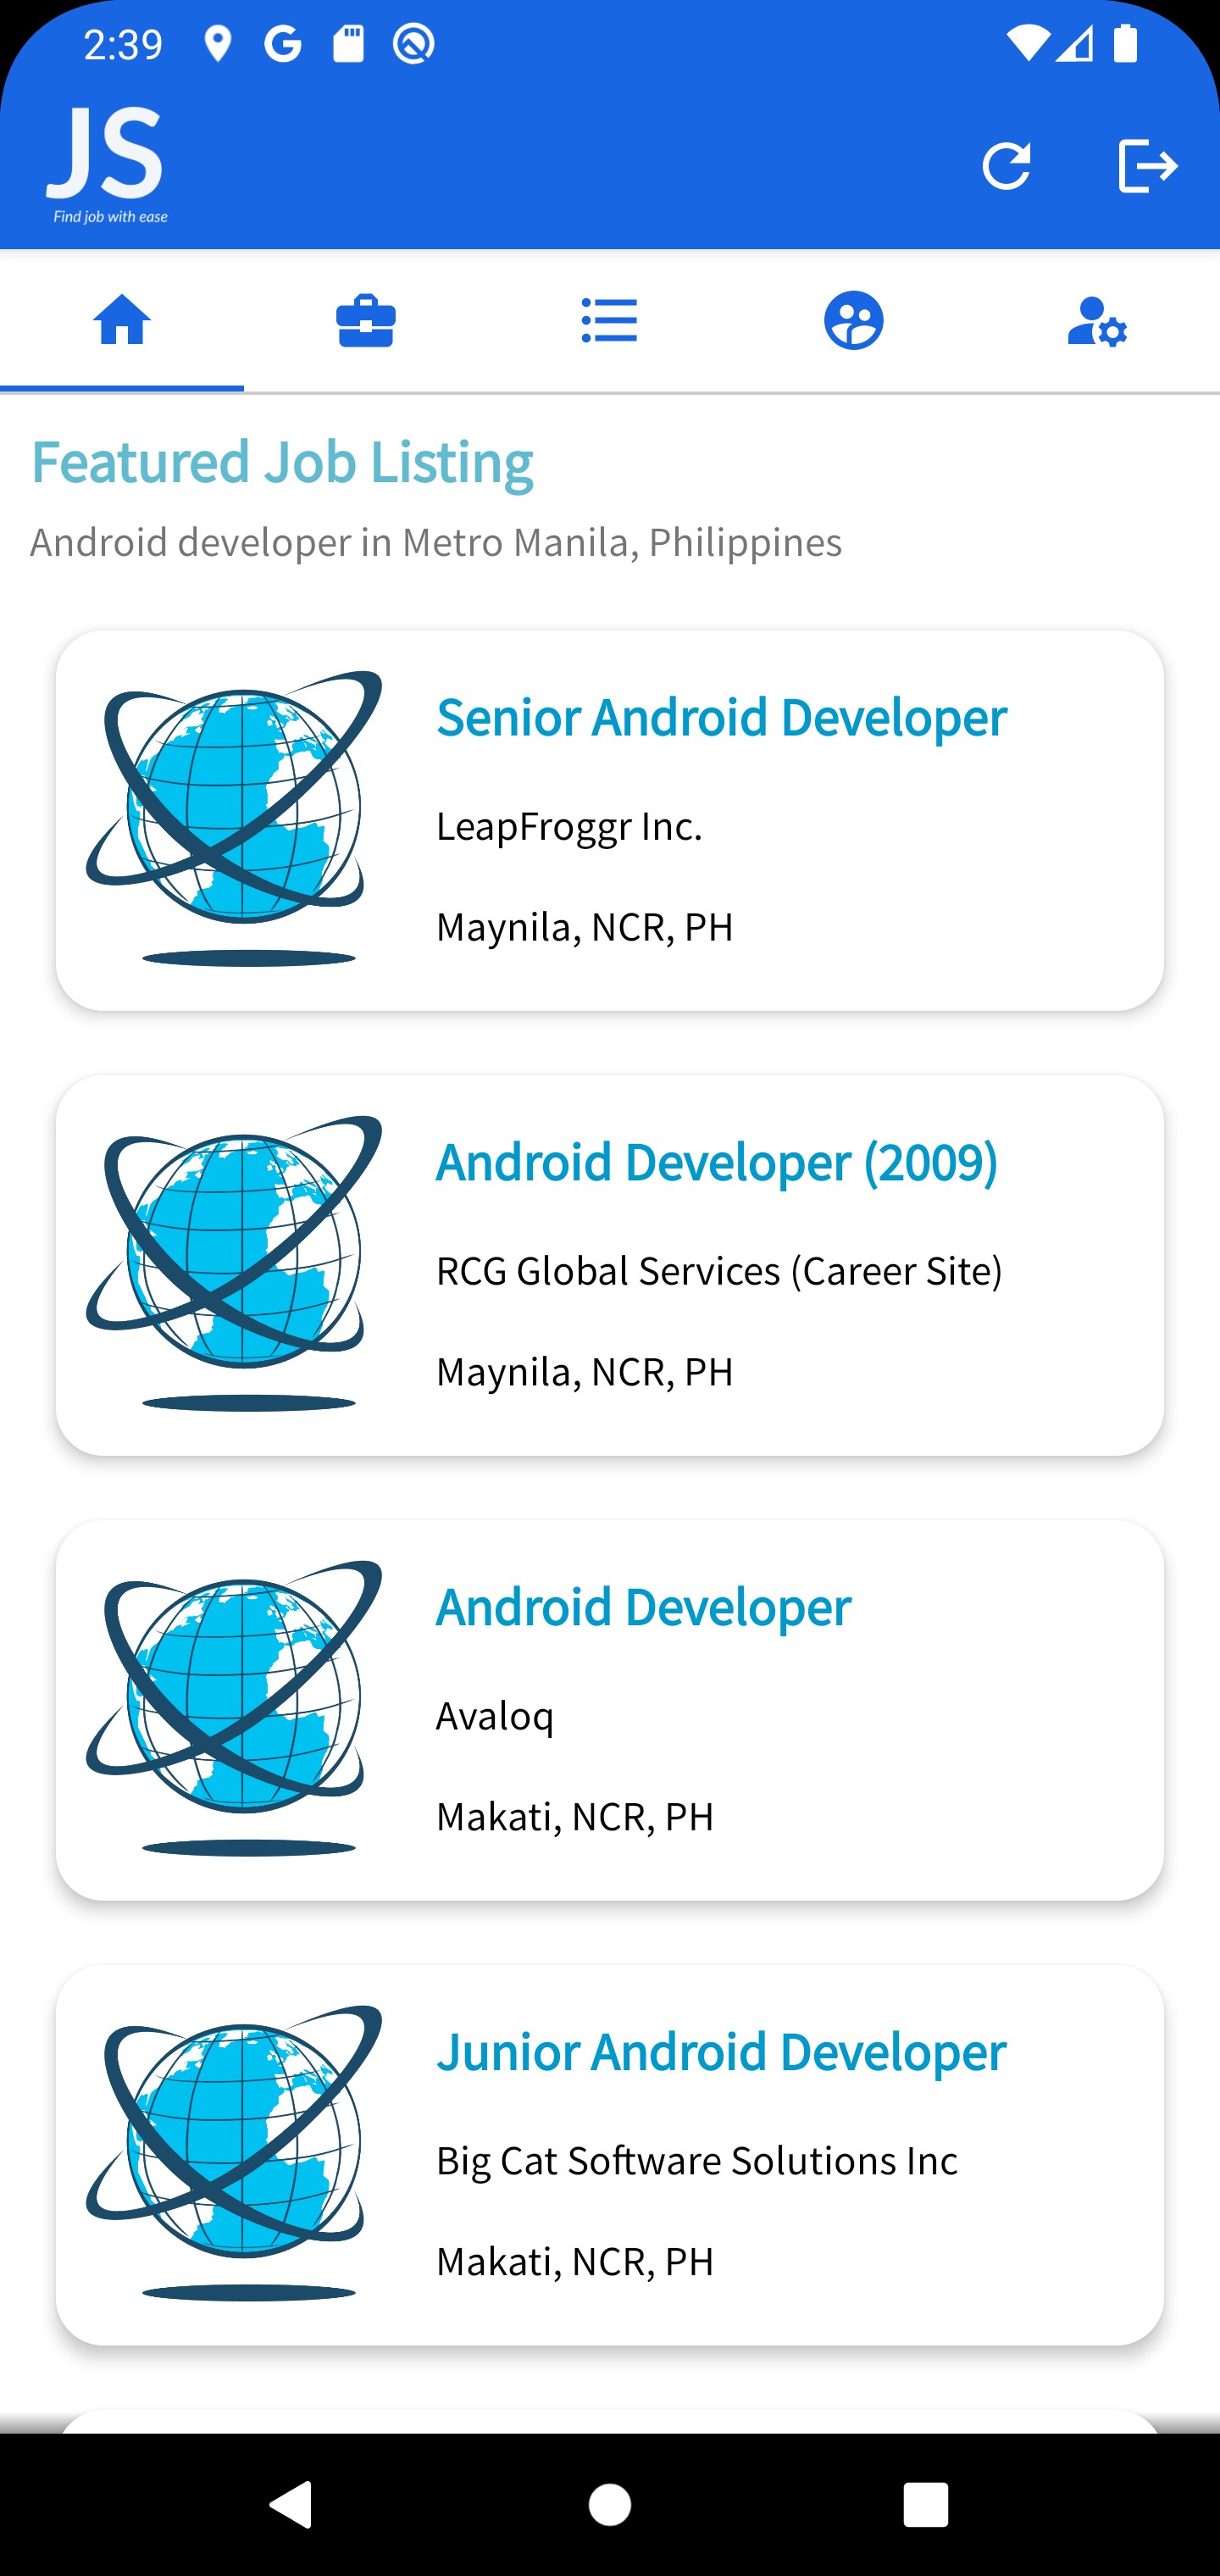 2:39
JS
Find job with ease
Featured Job Listing
Android developer in Metro Manila, Philippines
Senior Android Developer
LeapFroggr Inc.
Maynila, NCR, PH
Android Developer (2009)
RCG Global Services (Career Site)
Maynila, NCR, PH
Android Developer
Avaloq
Makati, NCR, PH
Junior Android Developer
Big Cat Software Solutions Inc
Makati, NCR, PH